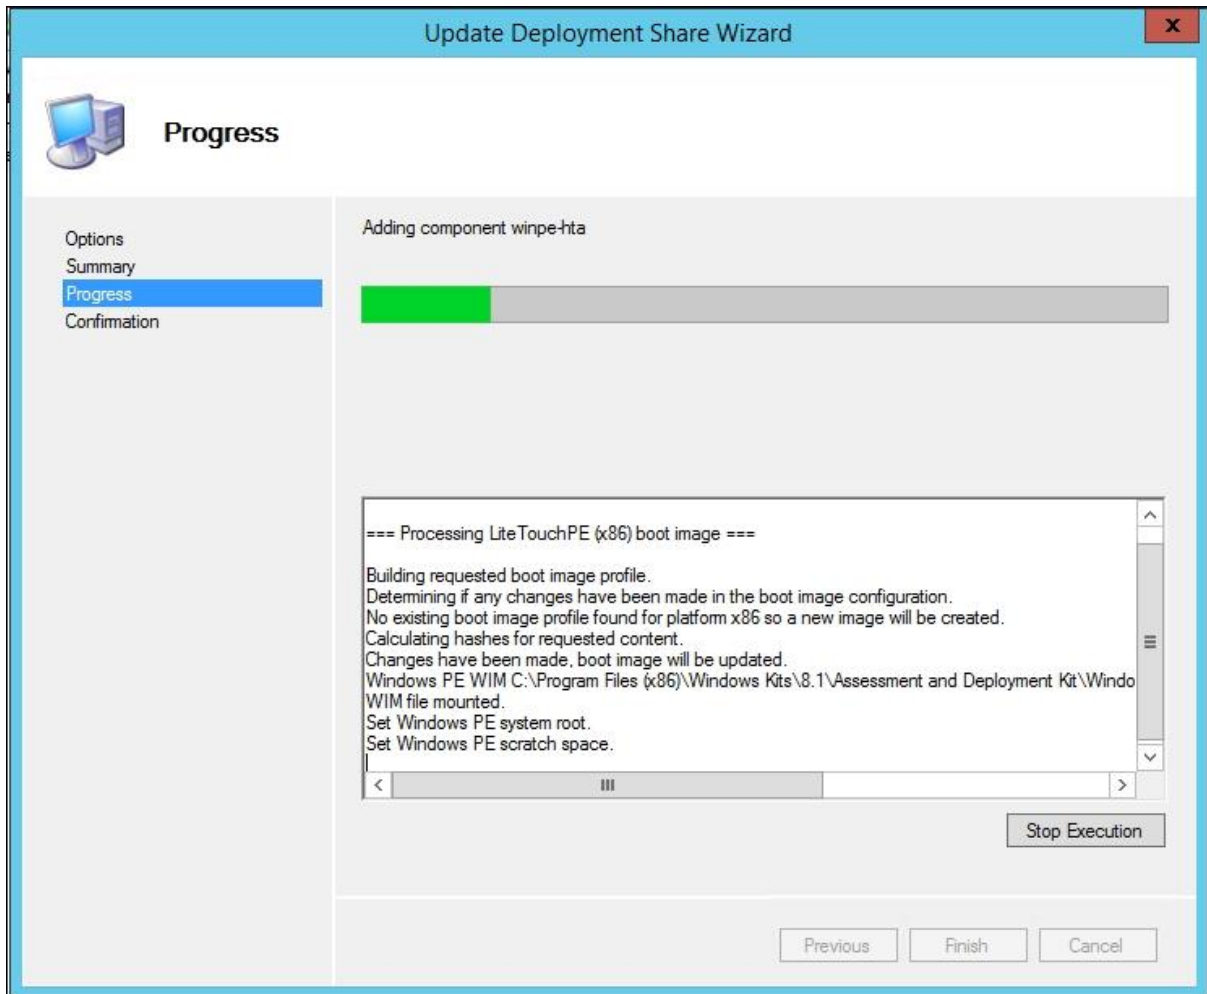 Update Deployment Share Wizard
x
Progress
Options
Summary
Progress
Confirmation
Adding component winpe-hta
=== Processing LiteTouchPE (x86) boot image ===
Building requested boot image profile.
Determining if any changes have been made in the boot image configuration.
No existing boot image profile found for platform x86 so a new image will be created.
Calculating hashes for requested content.
Changes have been made, boot image will be updated.
Windows PE WIM C:\Program Files (x86)\Windows Kits\8.1\Assessment and Deployment Kit\Windo
WIM file mounted.
Set Windows PE system root.
Set Windows PE scratch space.
Stop Execution
Previous
Finish
Cancel